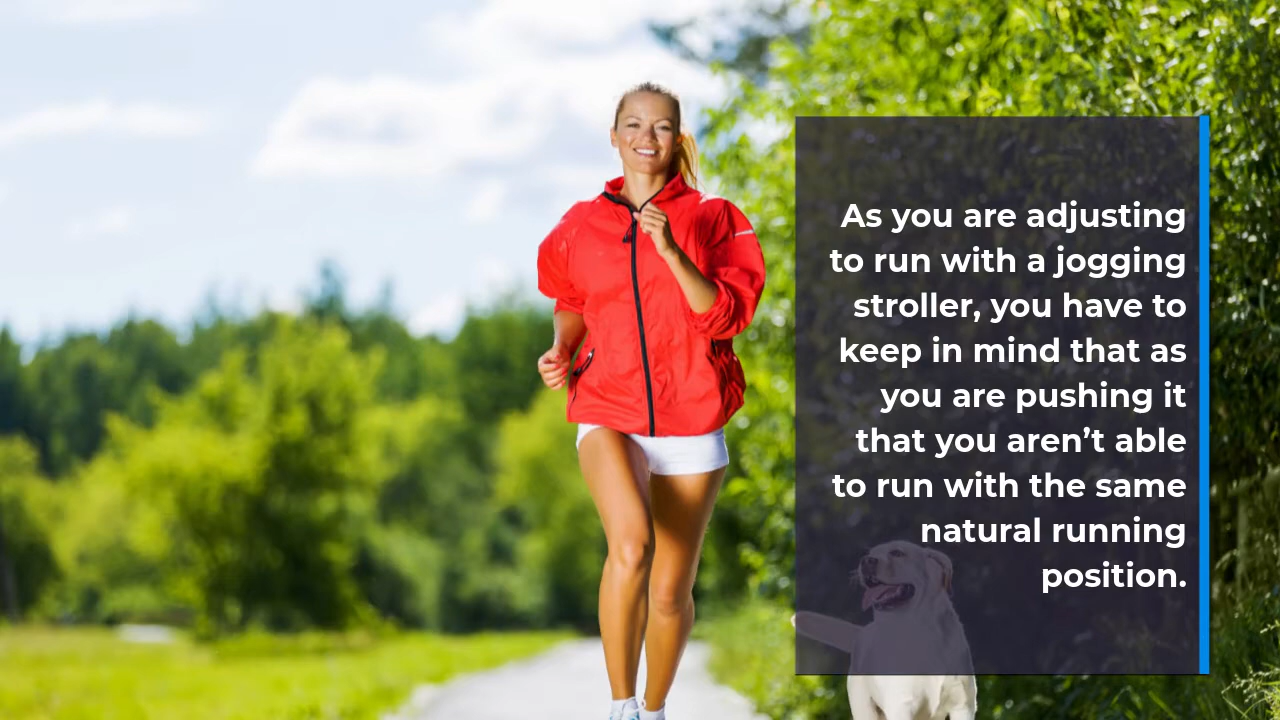 As you are adjusting
to run with a jogging
stroller, you have to
keep in mind that as
you are pushing it
that you aren’t able
to run with the same
natural running
position.